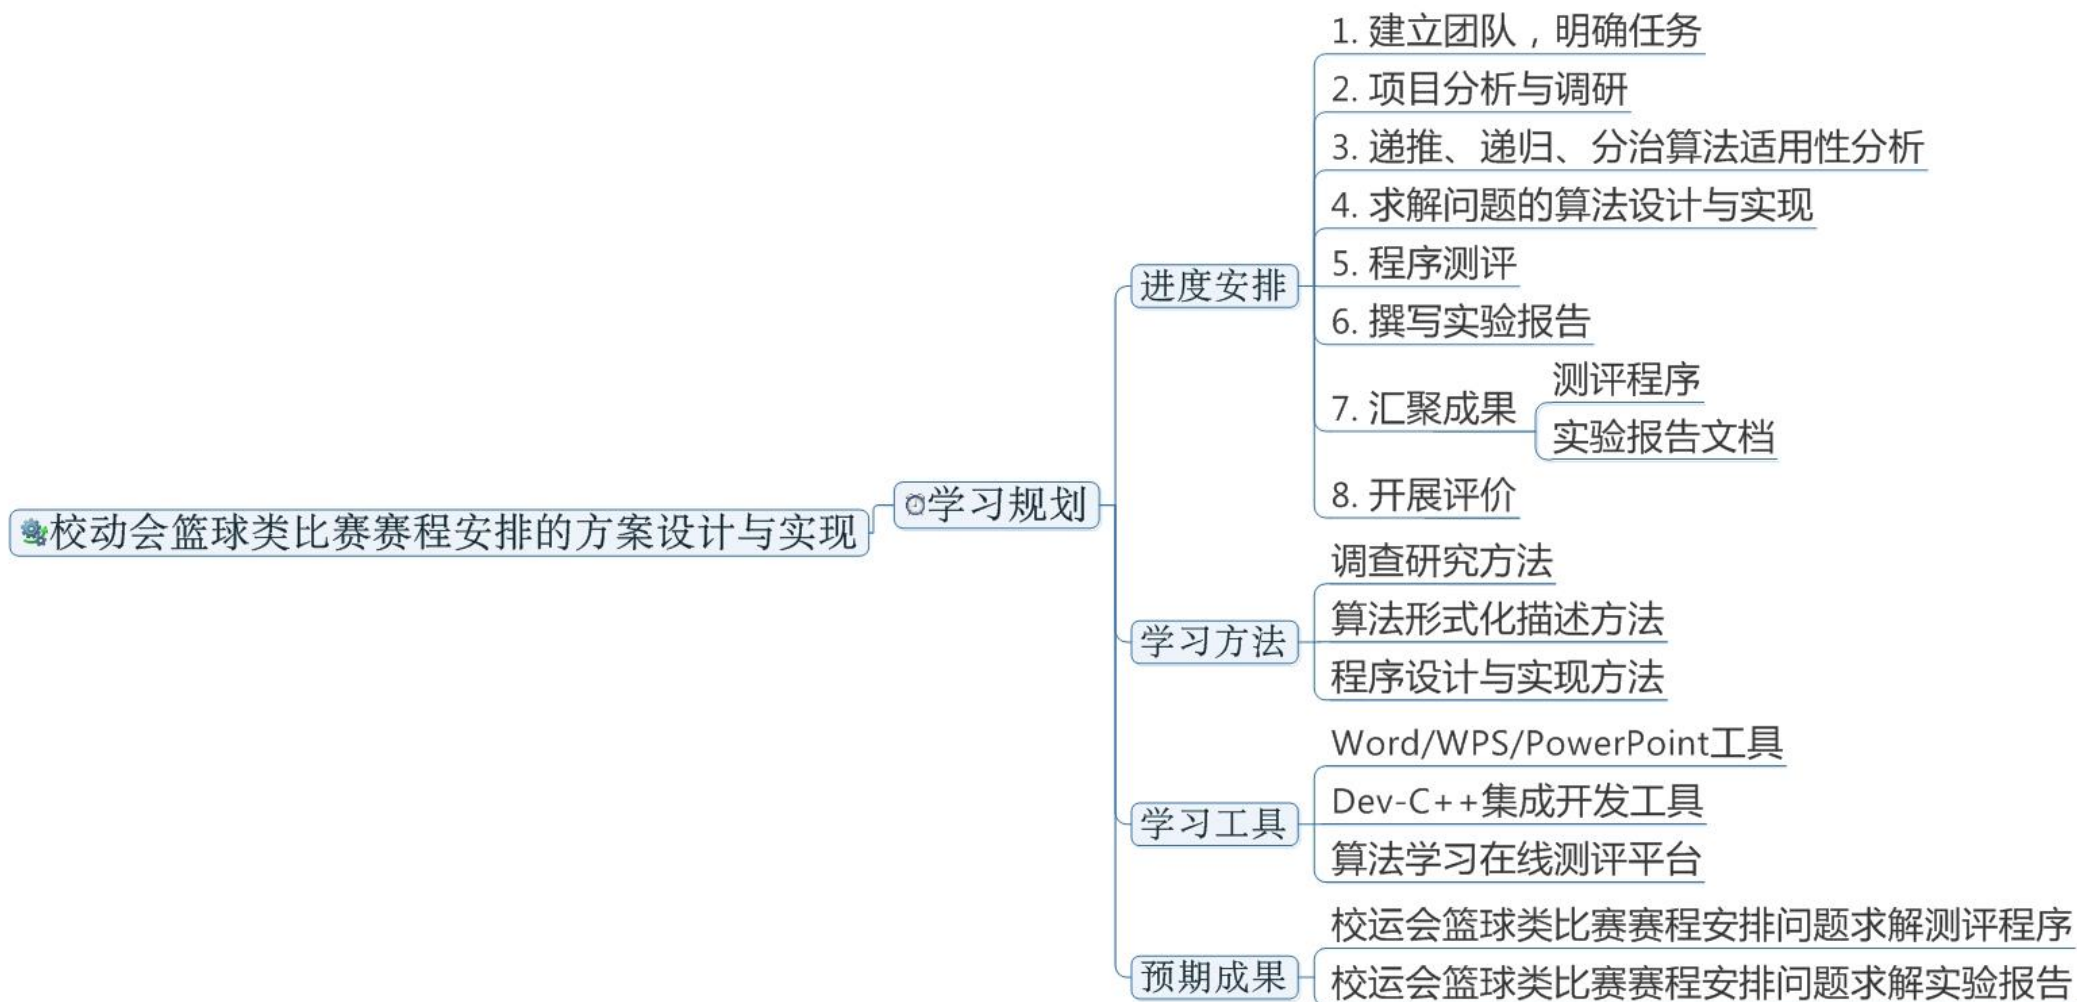 校动会篮球类比赛赛程安排的方案设计与实现
学习规划
进度安排
1. 建立团队，明确任务
2. 项目分析与调研
3. 递推、递归、分治算法适用性分析
4. 求解问题的算法设计与实现
5. 程序测评
6. 撰写实验报告
7. 汇聚成果
测评程序
实验报告文档
8. 开展评价
学习方法
调查研究方法
算法形式化描述方法
程序设计与实现方法
学习工具
Word/WPS/PowerPoint工具
Dev-C++集成开发工具
算法学习在线测评平台
预期成果
校运会篮球类比赛赛程安排问题求解测评程序
校运会篮球类比赛赛程安排问题求解实验报告